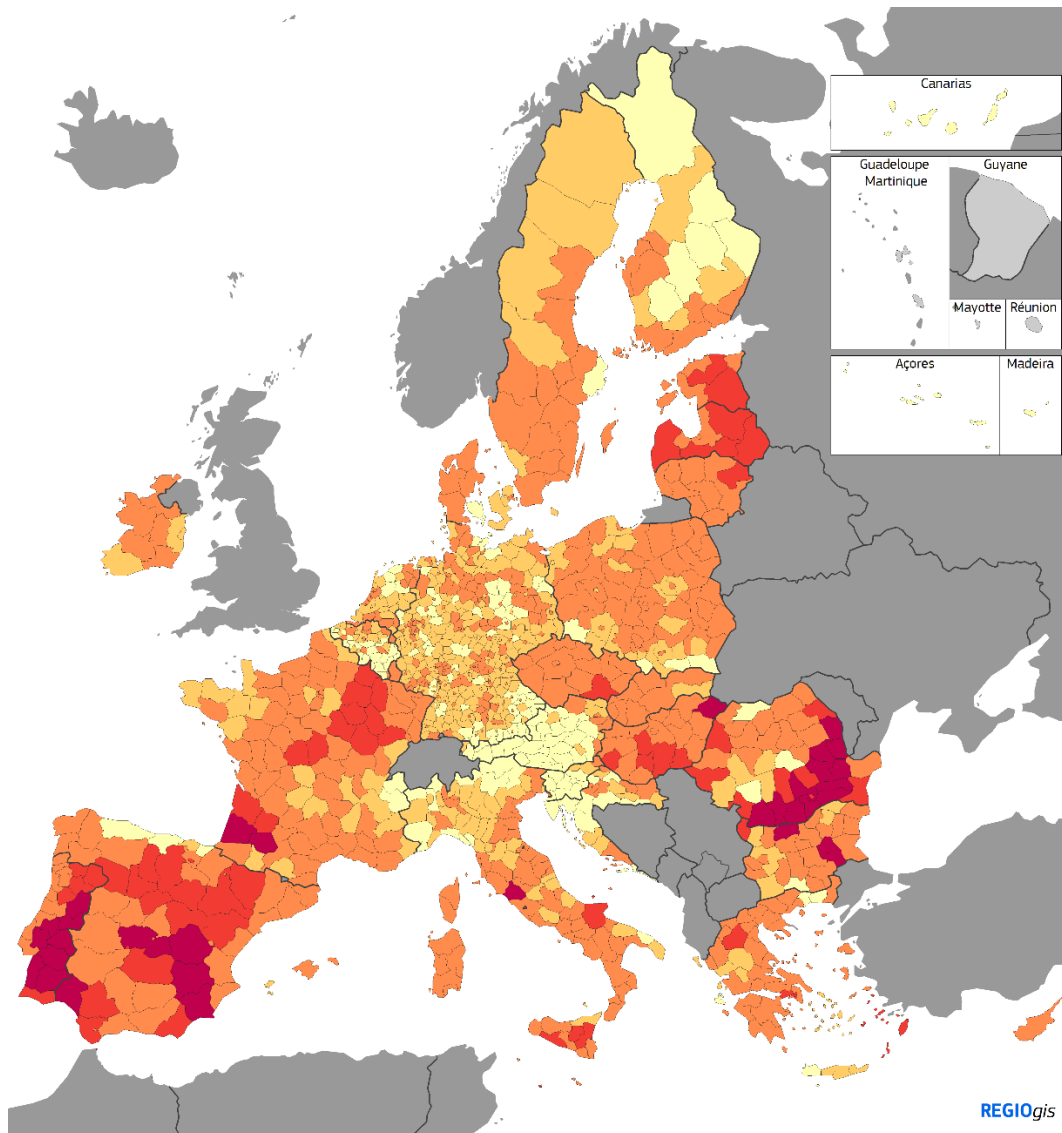 Canarias
Guadeloupe
Martinique
Guyane
Mayotte
Réunion
Açores
Madeira
REGIOgis